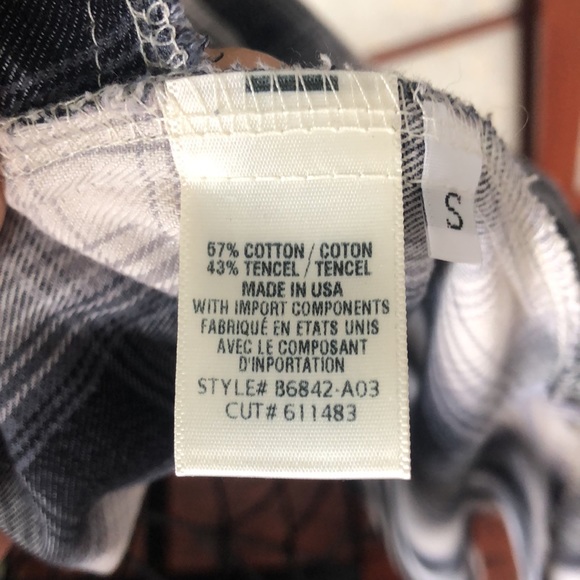 57% COTTON / COTON
43% TENCEL / TENCEL
MADE IN USA
WITH IMPORT COMPONENTS
FABRIQUÉ EN ETATS UNIS
AVEC LE COMPOSANT
D'INPORTATION
STYLE# B6842-A03
CUT# 611483
S